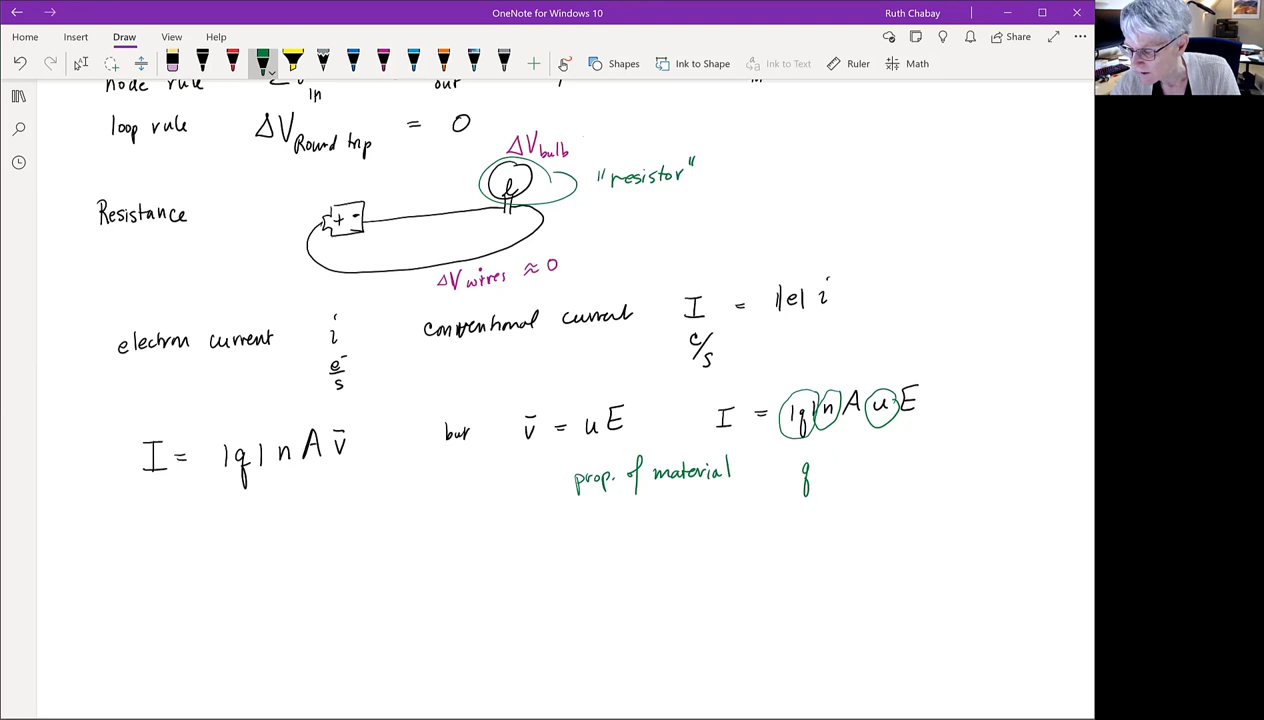 OneNote for Windows 10
Ruth Chabay
Home Insert Draw View Help
Share
Shapes Ink to Shape Ink to Text Ruler Math
node rule in out
loop rule ΔV Round trip = 0
ΔV bulb
"resistor"
Resistance
+ -
ΔV wires ≈ 0
electron current i conventional current I = |e| i
e⁻/s C/s
I = |q| n A v̄ but v̄ = u E I = |q| n A u E
prop. of material q